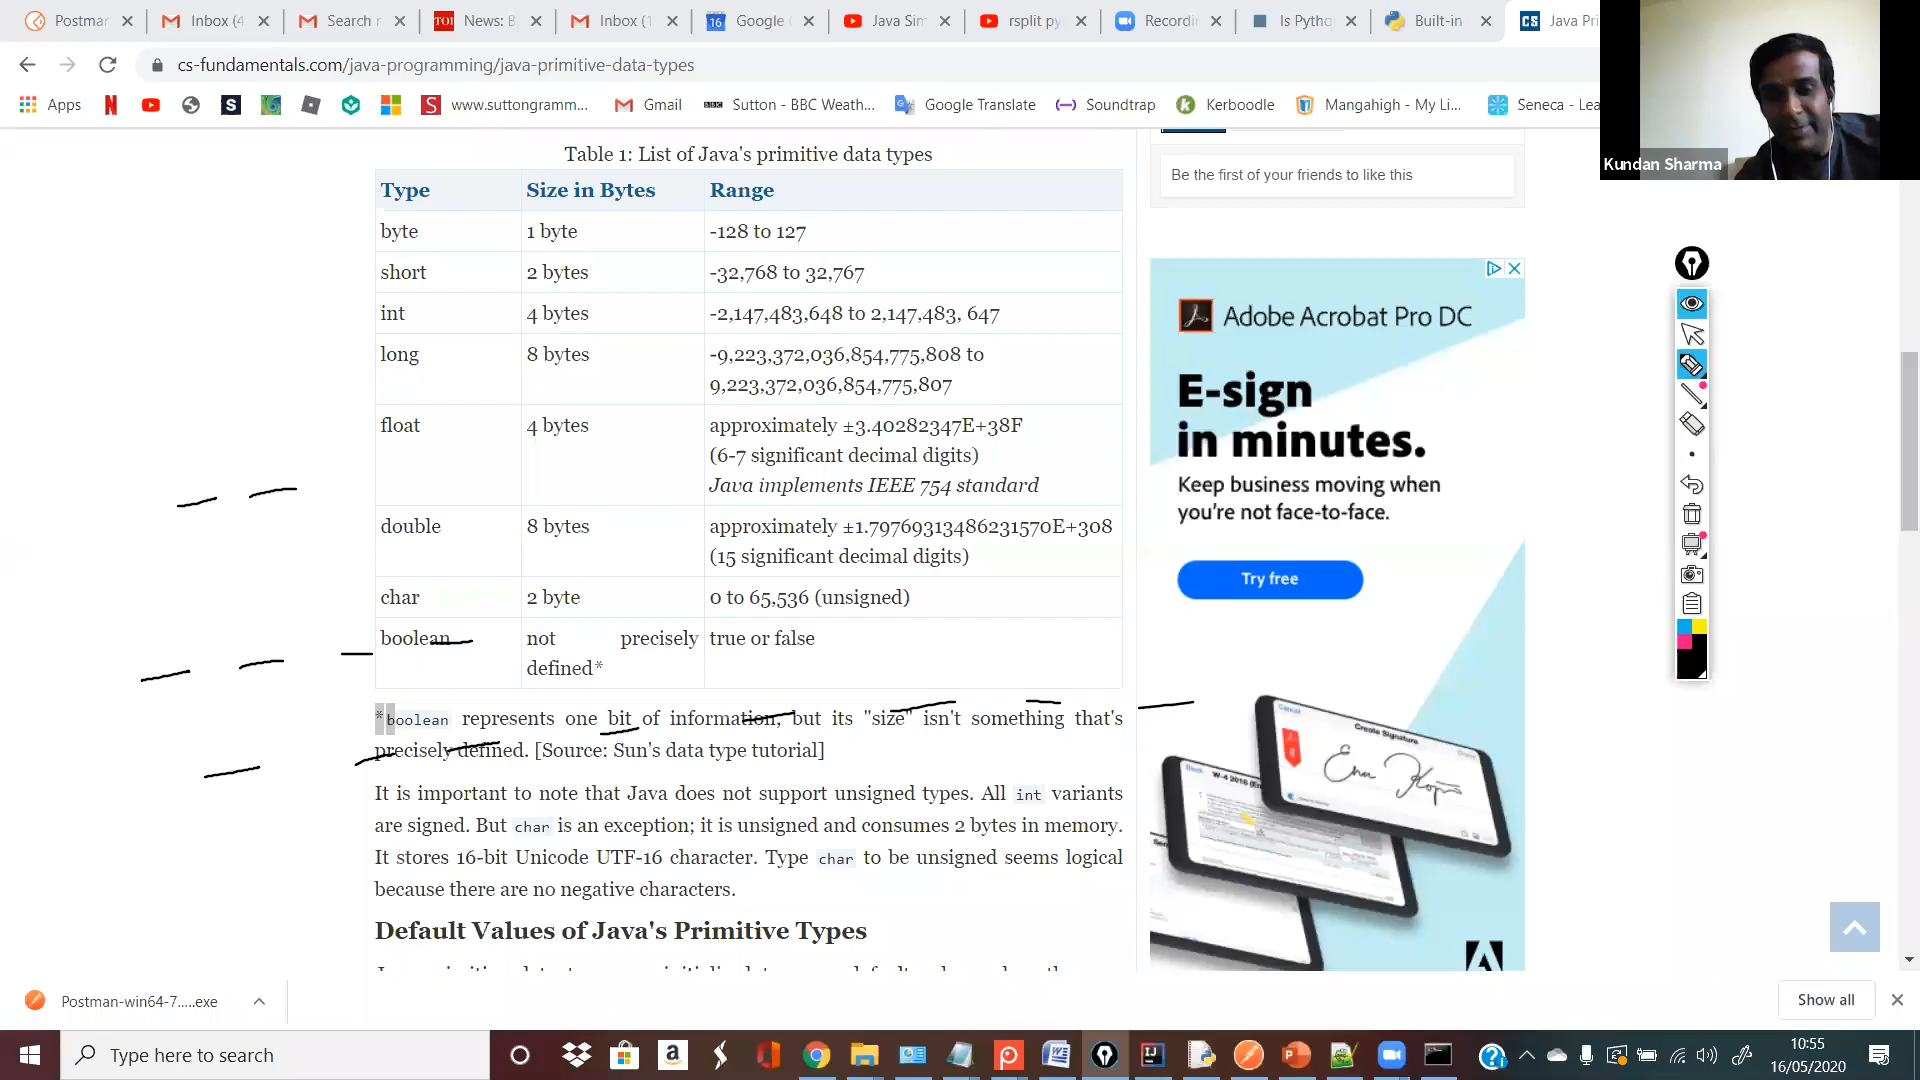 Postmar
Inbox (4
Search r
TOI News: B
Inbox (1
16 Google
Java Sim
rsplit py
Recordi
Is Pytho
Built-in
CS Java Pri
cs-fundamentals.com/java-programming/java-primitive-data-types
Apps
www.suttongramm...
Gmail
BBC Sutton - BBC Weath...
Google Translate
Soundtrap
Kerboodle
Mangahigh - My Li...
Seneca - Lea
Kundan Sharma
Table 1: List of Java's primitive data types
Type Size in Bytes Range
byte 1 byte -128 to 127
short 2 bytes -32,768 to 32,767
int 4 bytes -2,147,483,648 to 2,147,483, 647
long 8 bytes -9,223,372,036,854,775,808 to
9,223,372,036,854,775,807
float 4 bytes approximately ±3.40282347E+38F
(6-7 significant decimal digits)
Java implements IEEE 754 standard
double 8 bytes approximately ±1.79769313486231570E+308
(15 significant decimal digits)
char 2 byte 0 to 65,536 (unsigned)
boolean not precisely true or false
defined*
*boolean represents one bit of information, but its "size" isn't something that's
precisely defined. [Source: Sun's data type tutorial]
It is important to note that Java does not support unsigned types. All int variants
are signed. But char is an exception; it is unsigned and consumes 2 bytes in memory.
It stores 16-bit Unicode UTF-16 character. Type char to be unsigned seems logical
because there are no negative characters.
Default Values of Java's Primitive Types
Be the first of your friends to like this
Adobe Acrobat Pro DC
E-sign
in minutes.
Keep business moving when
you're not face-to-face.
Try free
Cancel
Create Signature
W-4 2018
Postman-win64-7.....exe
Show all
Type here to search
10:55
16/05/2020